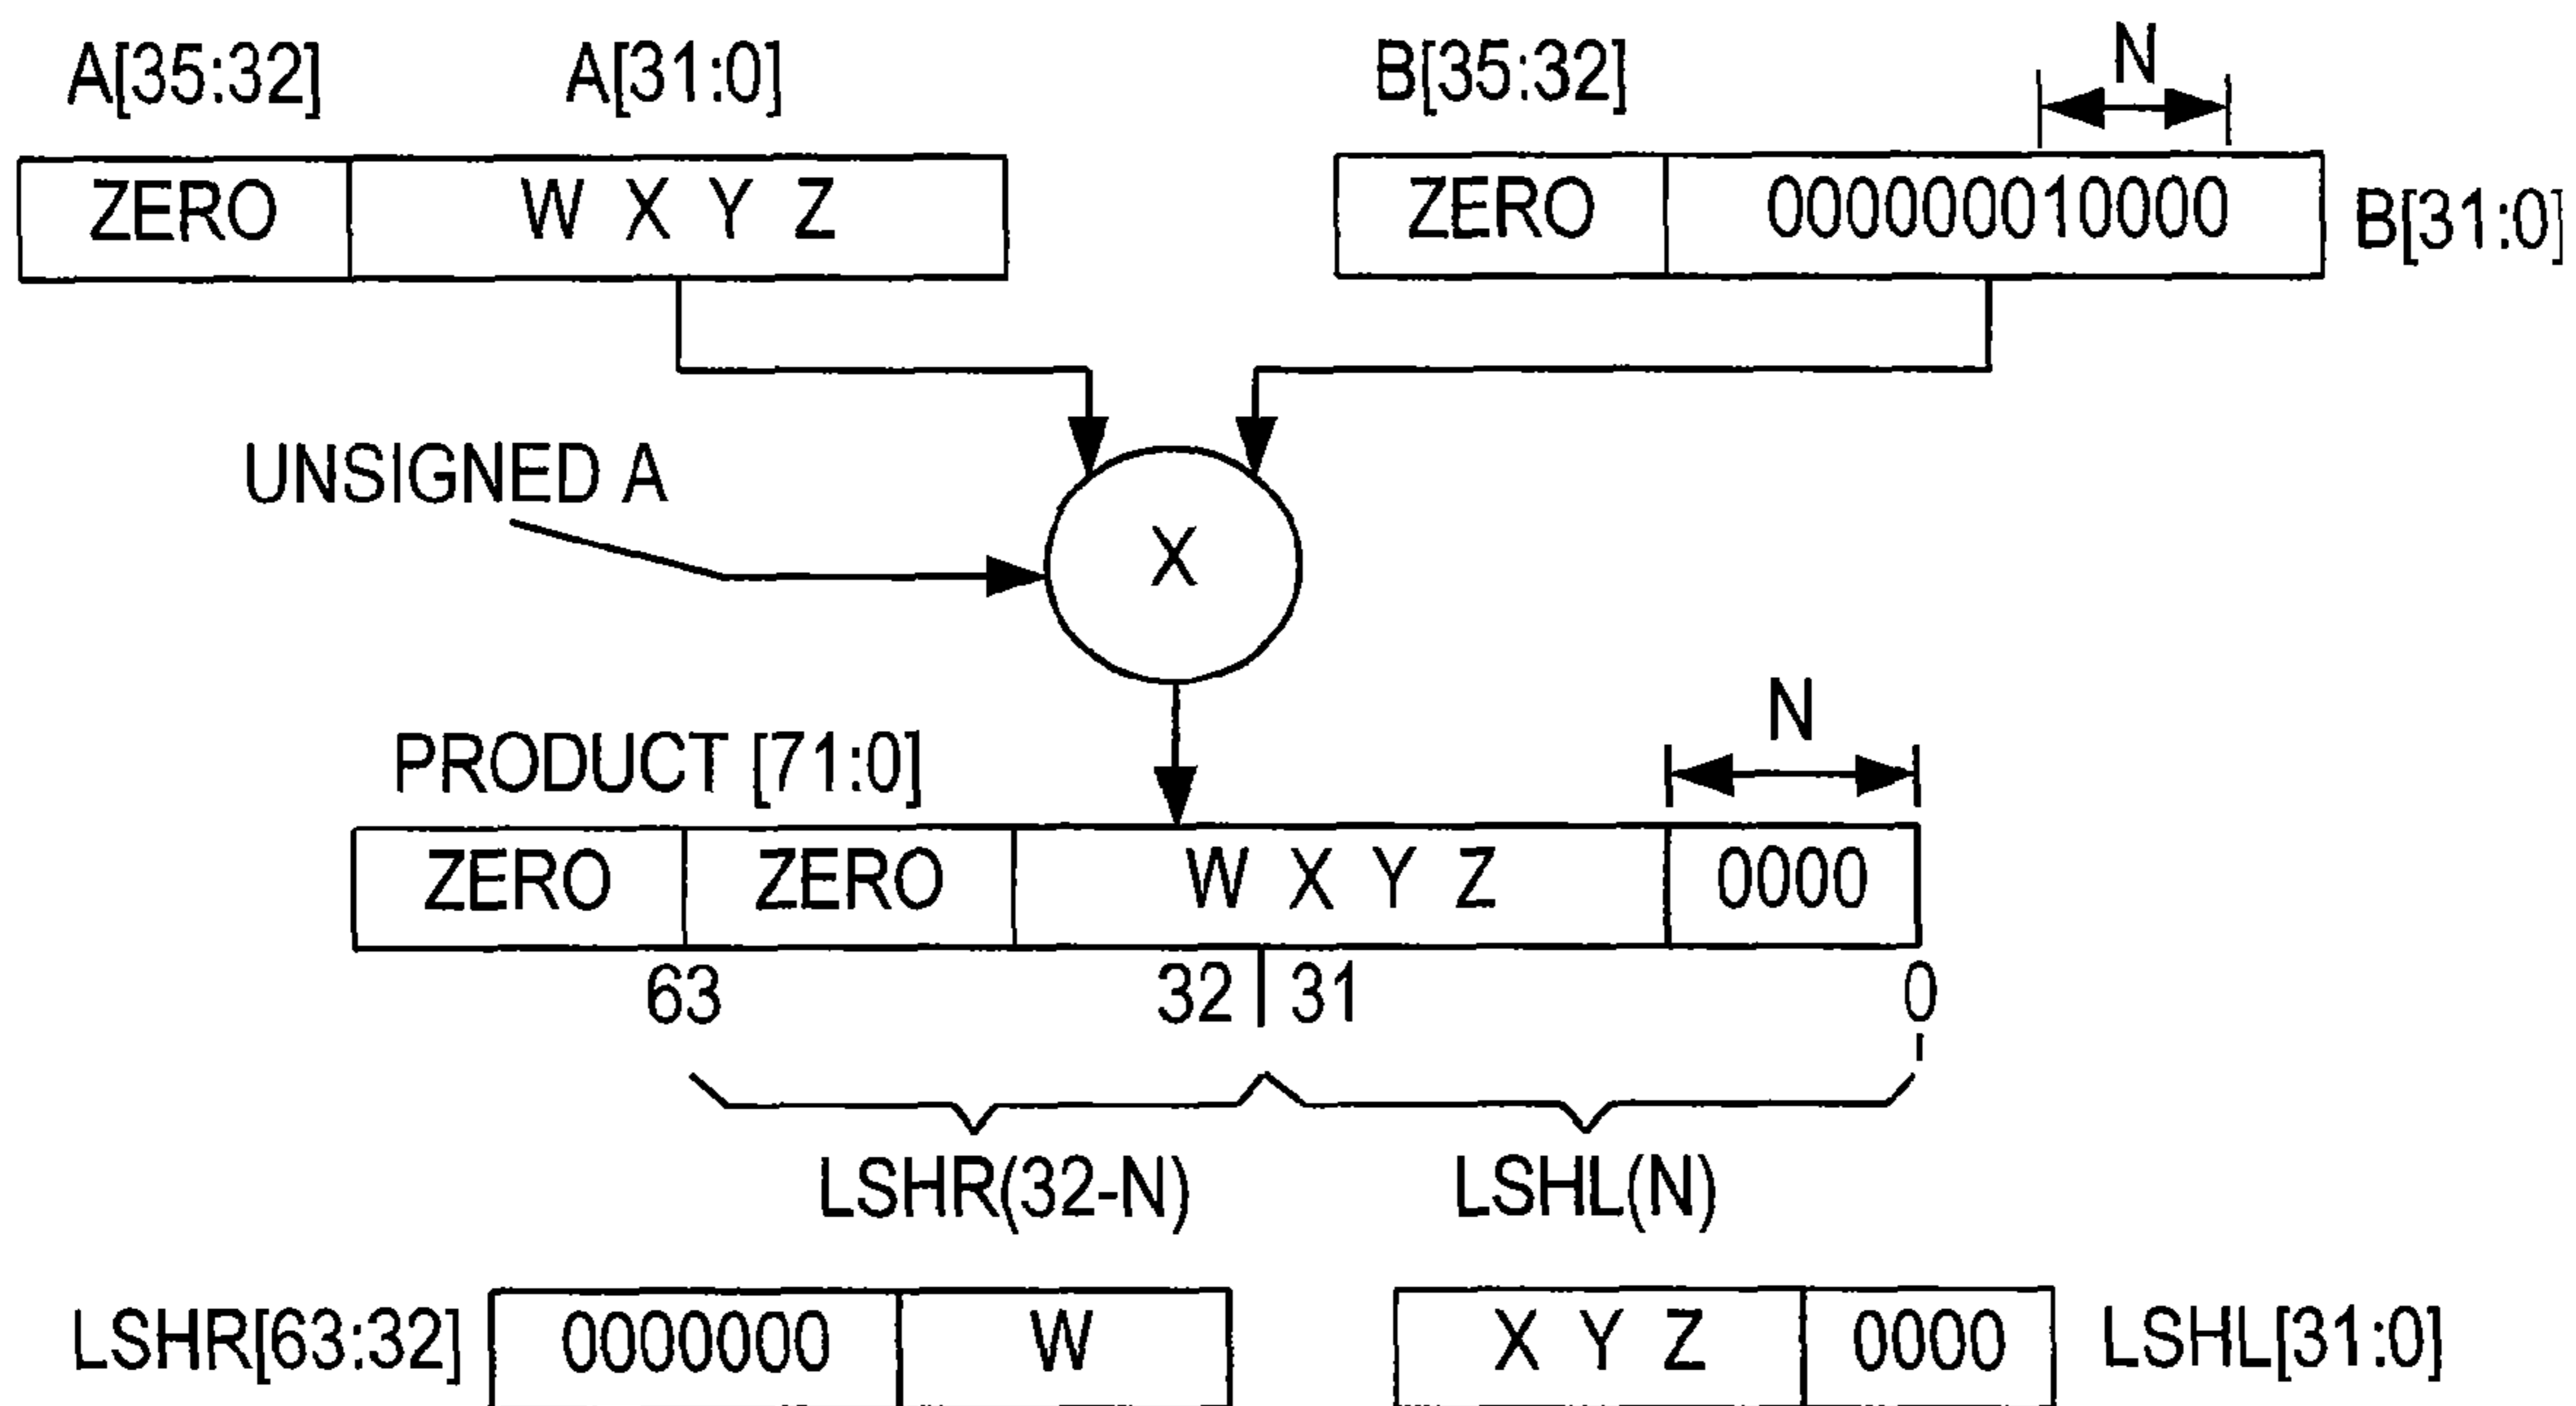 A[35:32] A[31:0] B[35:32] N
ZERO W X Y Z ZERO 000000010000 B[31:0]
UNSIGNED A
X
N
PRODUCT [71:0]
ZERO ZERO W X Y Z 0000
63 32 31 0
LSHR(32-N) LSHL(N)
LSHR[63:32] 0000000 W X Y Z 0000 LSHL[31:0]